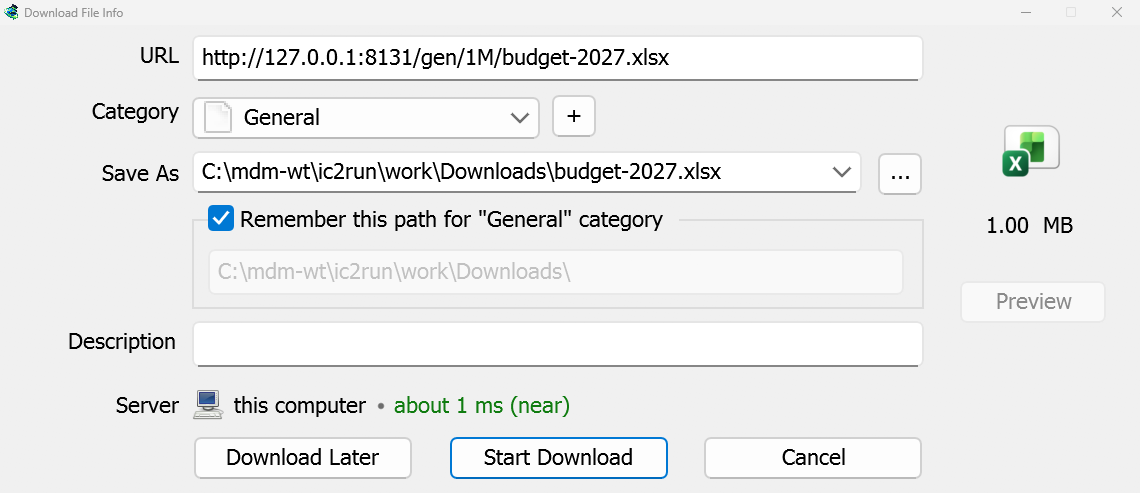 Download File Info
URL http://127.0.0.1:8131/gen/1M/budget-2027.xlsx
Category General +
Save As C:\mdm-wt\ic2run\work\Downloads\budget-2027.xlsx ...
Remember this path for "General" category
C:\mdm-wt\ic2run\work\Downloads\
X
1.00 MB
Preview
Description
Server this computer • about 1 ms (near)
Download Later Start Download Cancel